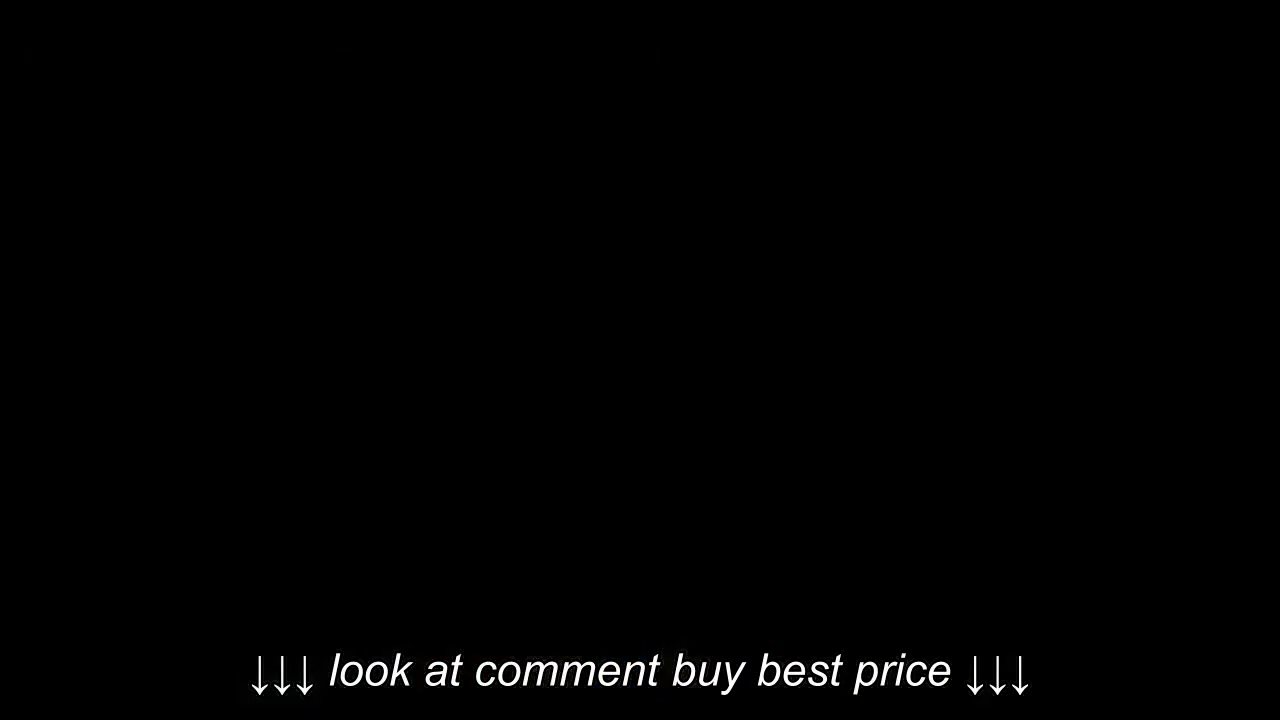 ↓↓↓ look at comment buy best price ↓↓↓